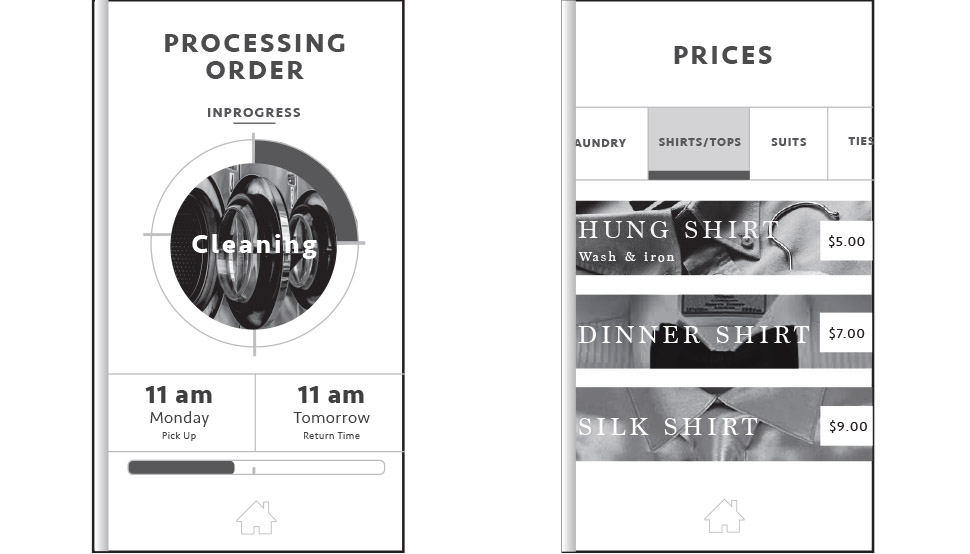 PROCESSING
ORDER
INPROGRESS
Cleaning
11 am
Monday
Pick Up
11 am
Tomorrow
Return Time
PRICES
AUNDRY SHIRTS/TOPS SUITS TIES
HUNG SHIRT
Wash & iron
$5.00
DINNER SHIRT
$7.00
SILK SHIRT
$9.00